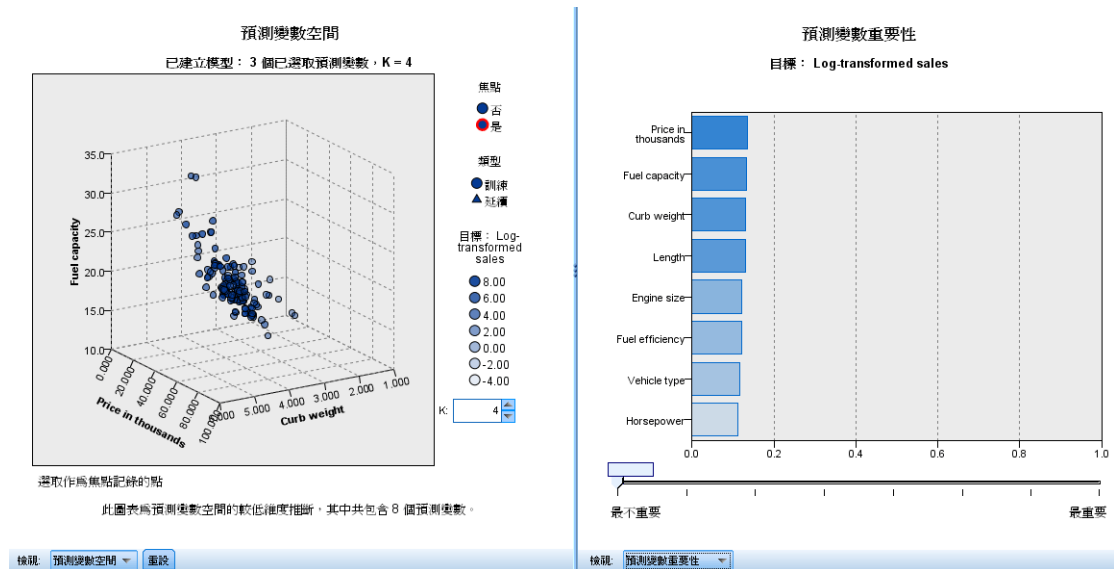 預測變數空間
已建立模型： 3 個已選取預測變數，K = 4
焦點
否
是
類型
訓練
延續
目標： Log-
transformed
sales
8.00
6.00
4.00
2.00
0.00
-2.00
-4.00
K: 4
Fuel capacity
35.0
30.0
25.0
20.0
15.0
10.0
Price in thousands
0.000
20.000
40.000
60.000
80.000
100.000
Curb weight
5.000
4.000
3.000
2.000
1.000
選取作為焦點記錄的點
此圖表為預測變數空間的較低維度推斷，其中共包含 8 個預測變數。
檢視: 預測變數空間 重設
預測變數重要性
目標： Log-transformed sales
Price in
thousands
Fuel capacity
Curb weight
Length
Engine size
Fuel efficiency
Vehicle type
Horsepower
0.0 0.2 0.4 0.6 0.8 1.0
最不重要 最重要
檢視: 預測變數重要性